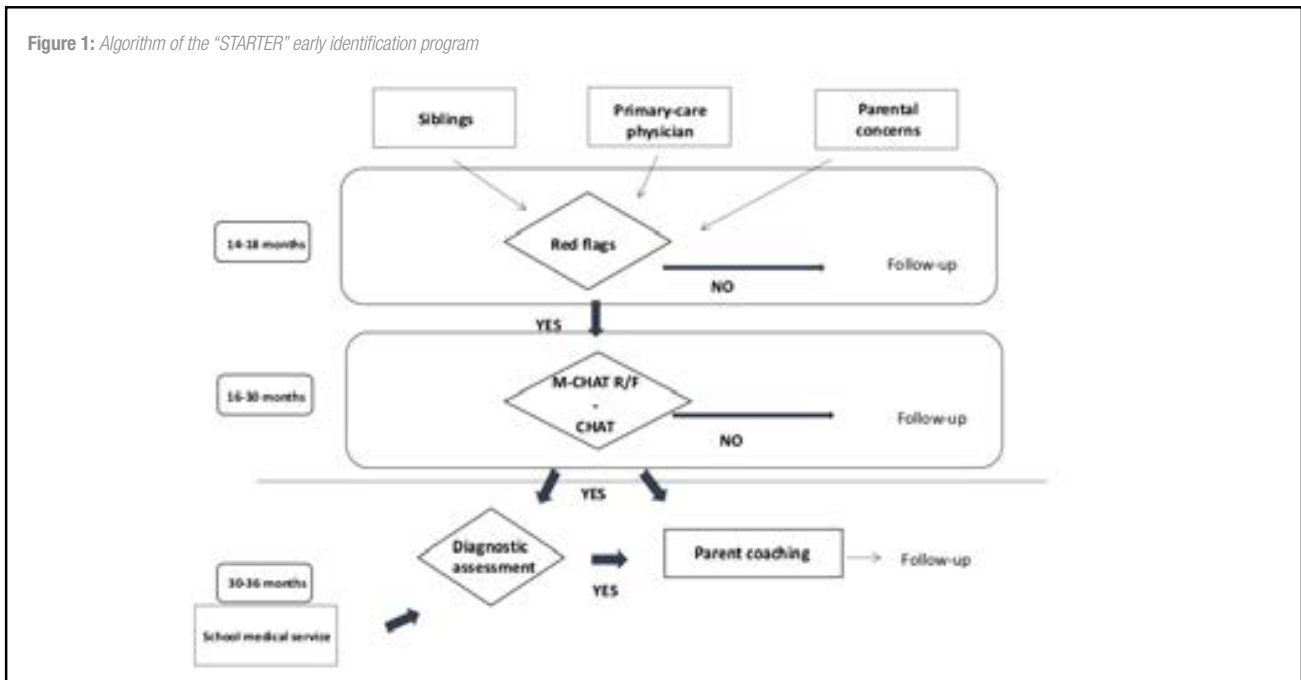 Figure 1: Algorithm of the “STARTER” early identification program
Siblings
Primary-care
physician
Parental
concerns
14-18 months
Red flags
Follow-up
NO
YES
16-30 months
M-CHAT R/F
-
CHAT
Follow-up
NO
YES
Diagnostic
assessment
Parent coaching
Follow-up
YES
30-36 months
School medical service